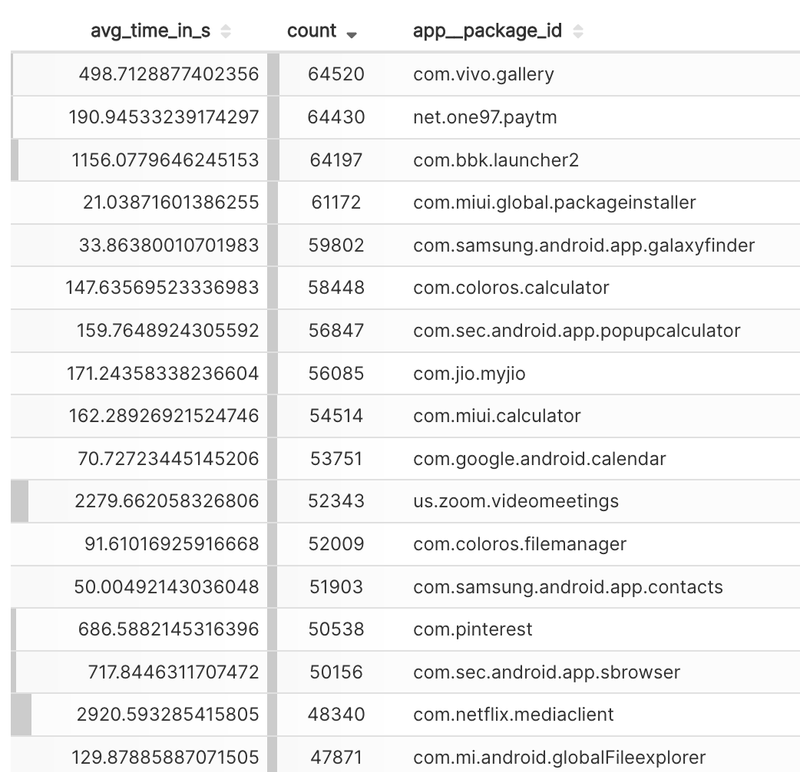 avg_time_in_s count app__package_id
498.7128877402356 64520 com.vivo.gallery
190.94533239174297 64430 net.one97.paytm
1156.0779646245153 64197 com.bbk.launcher2
21.03871601386255 61172 com.miui.global.packageinstaller
33.86380010701983 59802 com.samsung.android.app.galaxyfinder
147.63569523336983 58448 com.coloros.calculator
159.7648924305592 56847 com.sec.android.app.popupcalculator
171.24358338236604 56085 com.jio.myjio
162.28926921524746 54514 com.miui.calculator
70.72723445145206 53751 com.google.android.calendar
2279.662058326806 52343 us.zoom.videomeetings
91.61016925916668 52009 com.coloros.filemanager
50.00492143036048 51903 com.samsung.android.app.contacts
686.5882145316396 50538 com.pinterest
717.8446311707472 50156 com.sec.android.app.sbrowser
2920.593285415805 48340 com.netflix.mediaclient
129.87885887071505 47871 com.mi.android.globalFileexplorer